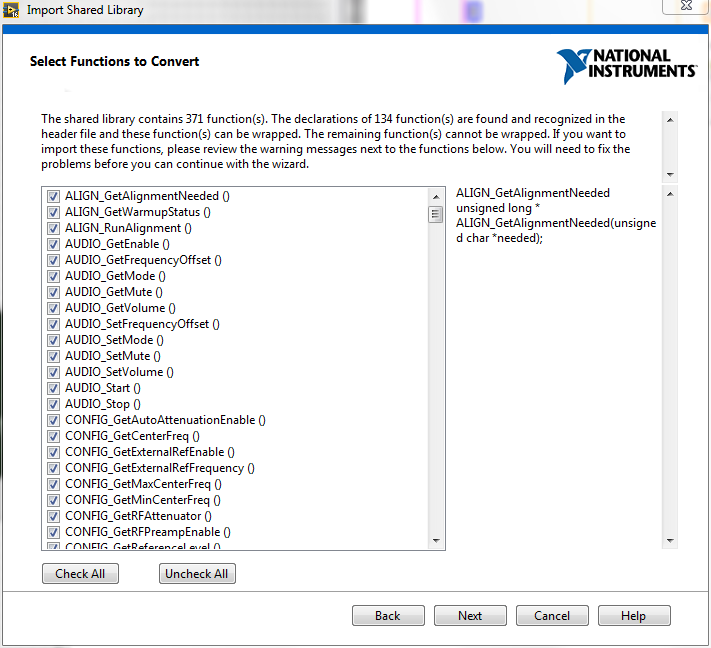 Import Shared Library
Select Functions to Convert
NATIONAL
INSTRUMENTS
The shared library contains 371 function(s). The declarations of 134 function(s) are found and recognized in the
header file and these function(s) can be wrapped. The remaining function(s) cannot be wrapped. If you want to
import these functions, please review the warning messages next to the functions below. You will need to fix the
problems before you can continue with the wizard.
ALIGN_GetAlignmentNeeded ()
ALIGN_GetWarmupStatus ()
ALIGN_RunAlignment ()
AUDIO_GetEnable ()
AUDIO_GetFrequencyOffset ()
AUDIO_GetMode ()
AUDIO_GetMute ()
AUDIO_GetVolume ()
AUDIO_SetFrequencyOffset ()
AUDIO_SetMode ()
AUDIO_SetMute ()
AUDIO_SetVolume ()
AUDIO_Start ()
AUDIO_Stop ()
CONFIG_GetAutoAttenuationEnable ()
CONFIG_GetCenterFreq ()
CONFIG_GetExternalRefEnable ()
CONFIG_GetExternalRefFrequency ()
CONFIG_GetMaxCenterFreq ()
CONFIG_GetMinCenterFreq ()
CONFIG_GetRFAttenuator ()
CONFIG_GetRFPreampEnable ()
CONFIG_GetReferenceLevel ()
ALIGN_GetAlignmentNeeded
unsigned long *
ALIGN_GetAlignmentNeeded(unsigne
d char *needed);
Check All
Uncheck All
Back
Next
Cancel
Help